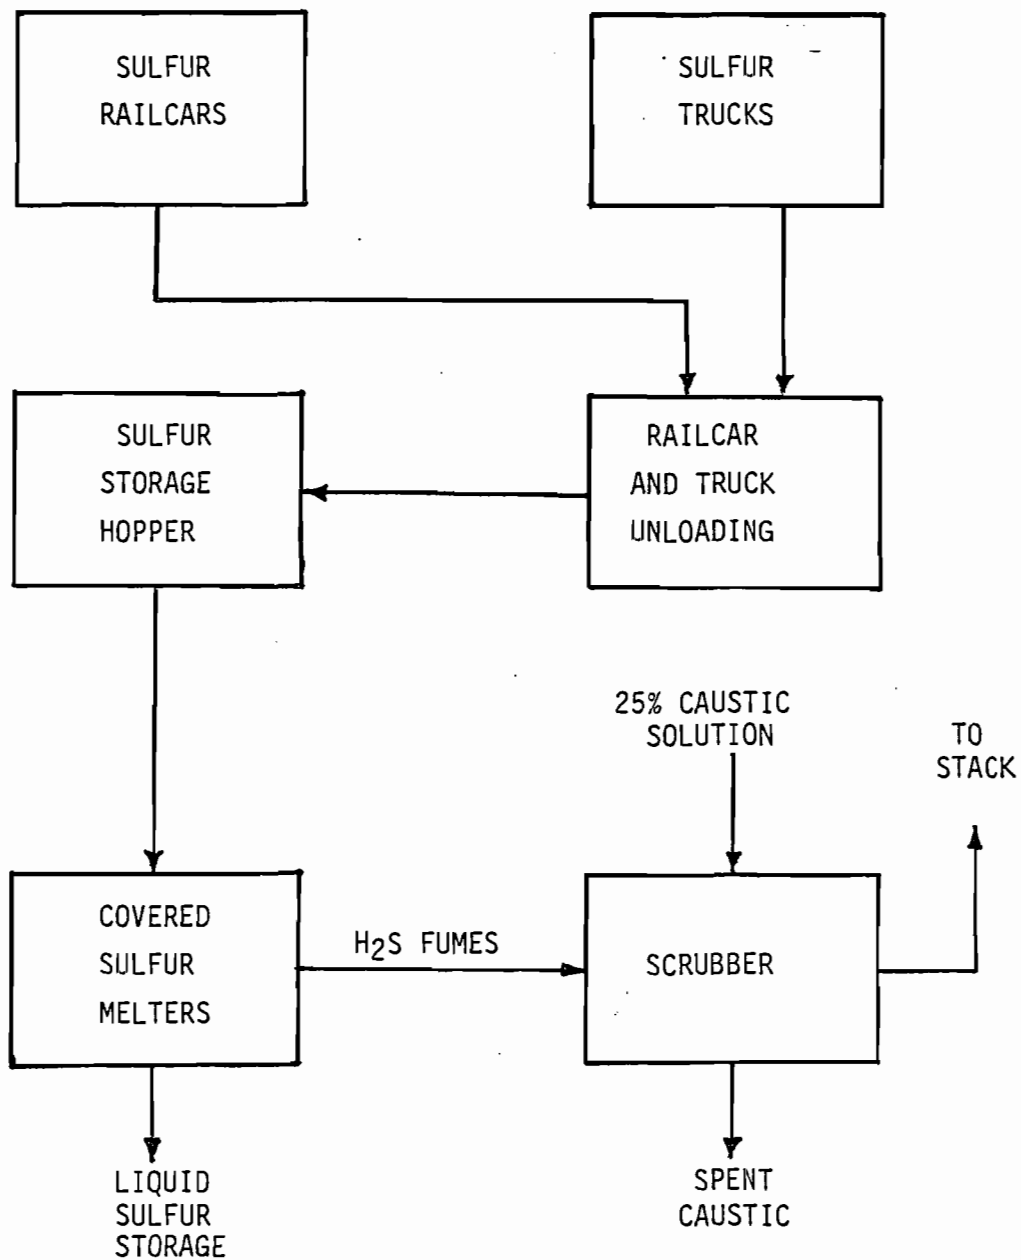 SULFUR
RAILCARS
SULFUR
TRUCKS
SULFUR
STORAGE
HOPPER
RAILCAR
AND TRUCK
UNLOADING
25% CAUSTIC
SOLUTION
TO
STACK
COVERED
SULFUR
MELTERS
H2S FUMES
SCRUBBER
LIQUID
SULFUR
STORAGE
SPENT
CAUSTIC